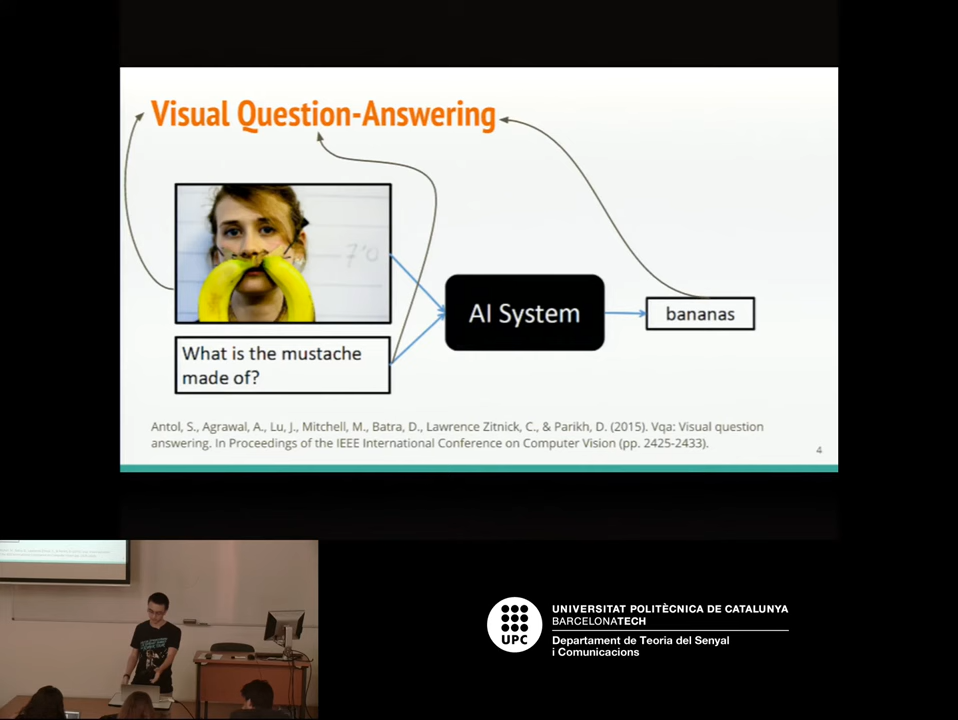 Visual Question-Answering
7'0
What is the mustache
made of?
AI System
bananas
Antol, S., Agrawal, A., Lu, J., Mitchell, M., Batra, D., Lawrence Zitnick, C., & Parikh, D. (2015). Vqa: Visual question
answering. In Proceedings of the IEEE International Conference on Computer Vision (pp. 2425-2433).
4
UPC
UNIVERSITAT POLITÈCNICA DE CATALUNYA
BARCELONATECH
Departament de Teoria del Senyal
i Comunicacions